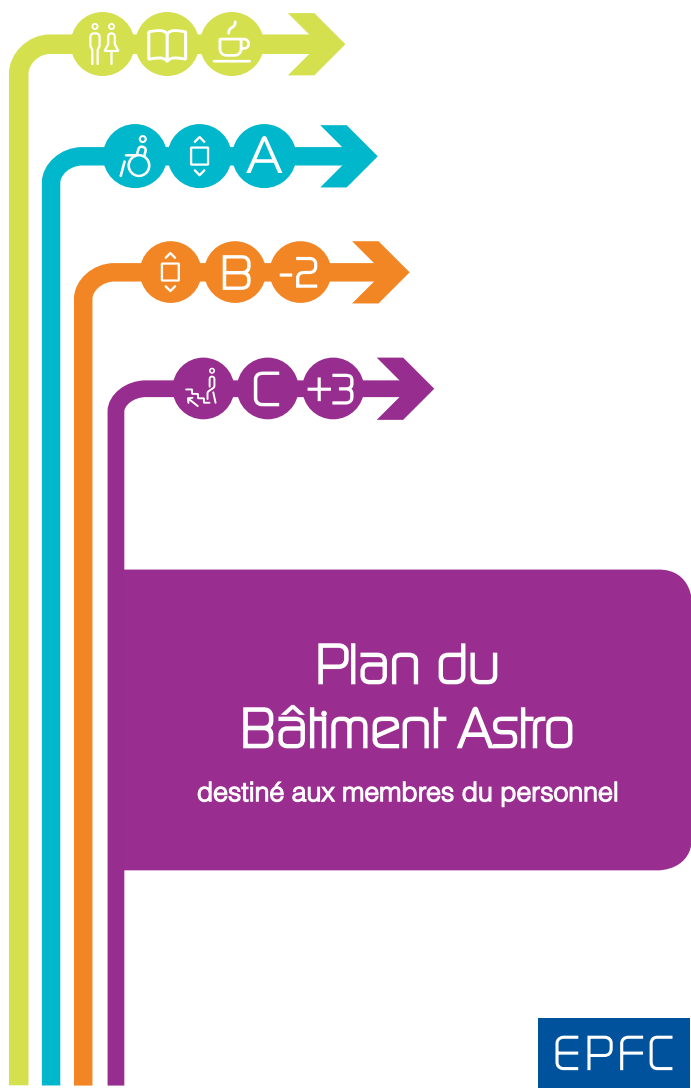 A
B -2
C +3
Plan du
Bâtiment Astro
destiné aux membres du personnel
EPFC